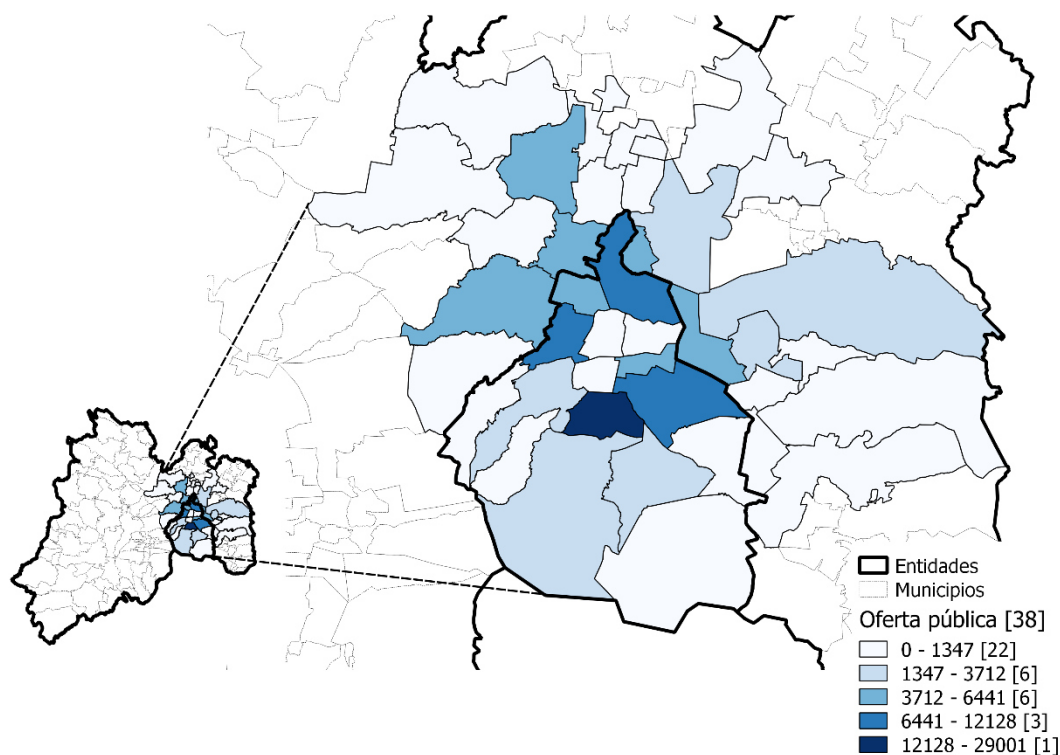 Entidades
Municipios
Oferta pública [38]
0 - 1347 [22]
1347 - 3712 [6]
3712 - 6441 [6]
6441 - 12128 [3]
12128 - 29001 [1]